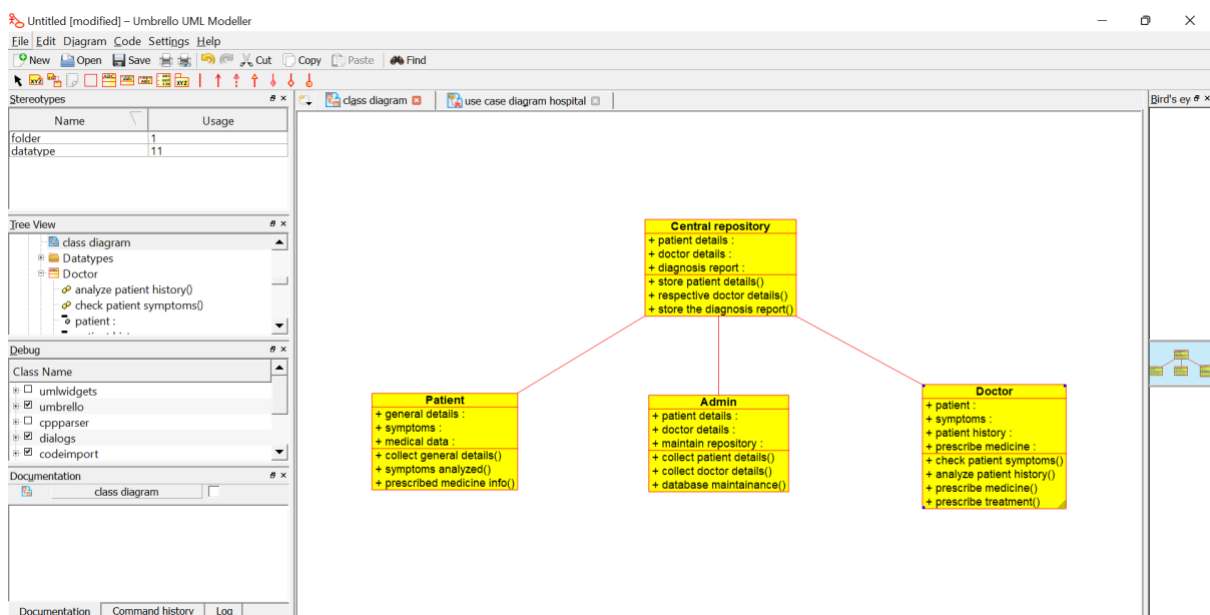 Untitled [modified] – Umbrello UML Modeller
File Edit Diagram Code Settings Help
New Open Save Cut Copy Paste Find
Stereotypes
Name Usage
folder 1
datatype 11
Tree View
class diagram
Datatypes
Doctor
analyze patient history()
check patient symptoms()
patient :
Debug
Class Name
umlwidgets
umbrello
cppparser
dialogs
codeimport
Documentation
class diagram
Documentation Command history Log
class diagram use case diagram hospital
Central repository
+ patient details :
+ doctor details :
+ diagnosis report :
+ store patient details()
+ respective doctor details()
+ store the diagnosis report()
Patient
+ general details :
+ symptoms :
+ medical data :
+ collect general details()
+ symptoms analyzed()
+ prescribed medicine info()
Admin
+ patient details :
+ doctor details :
+ maintain repository :
+ collect patient details()
+ collect doctor details()
+ database maintainance()
Doctor
+ patient :
+ symptoms :
+ patient history :
+ prescribe medicine :
+ check patient symptoms()
+ analyze patient history()
+ prescribe medicine()
+ prescribe treatment()
Bird's ey